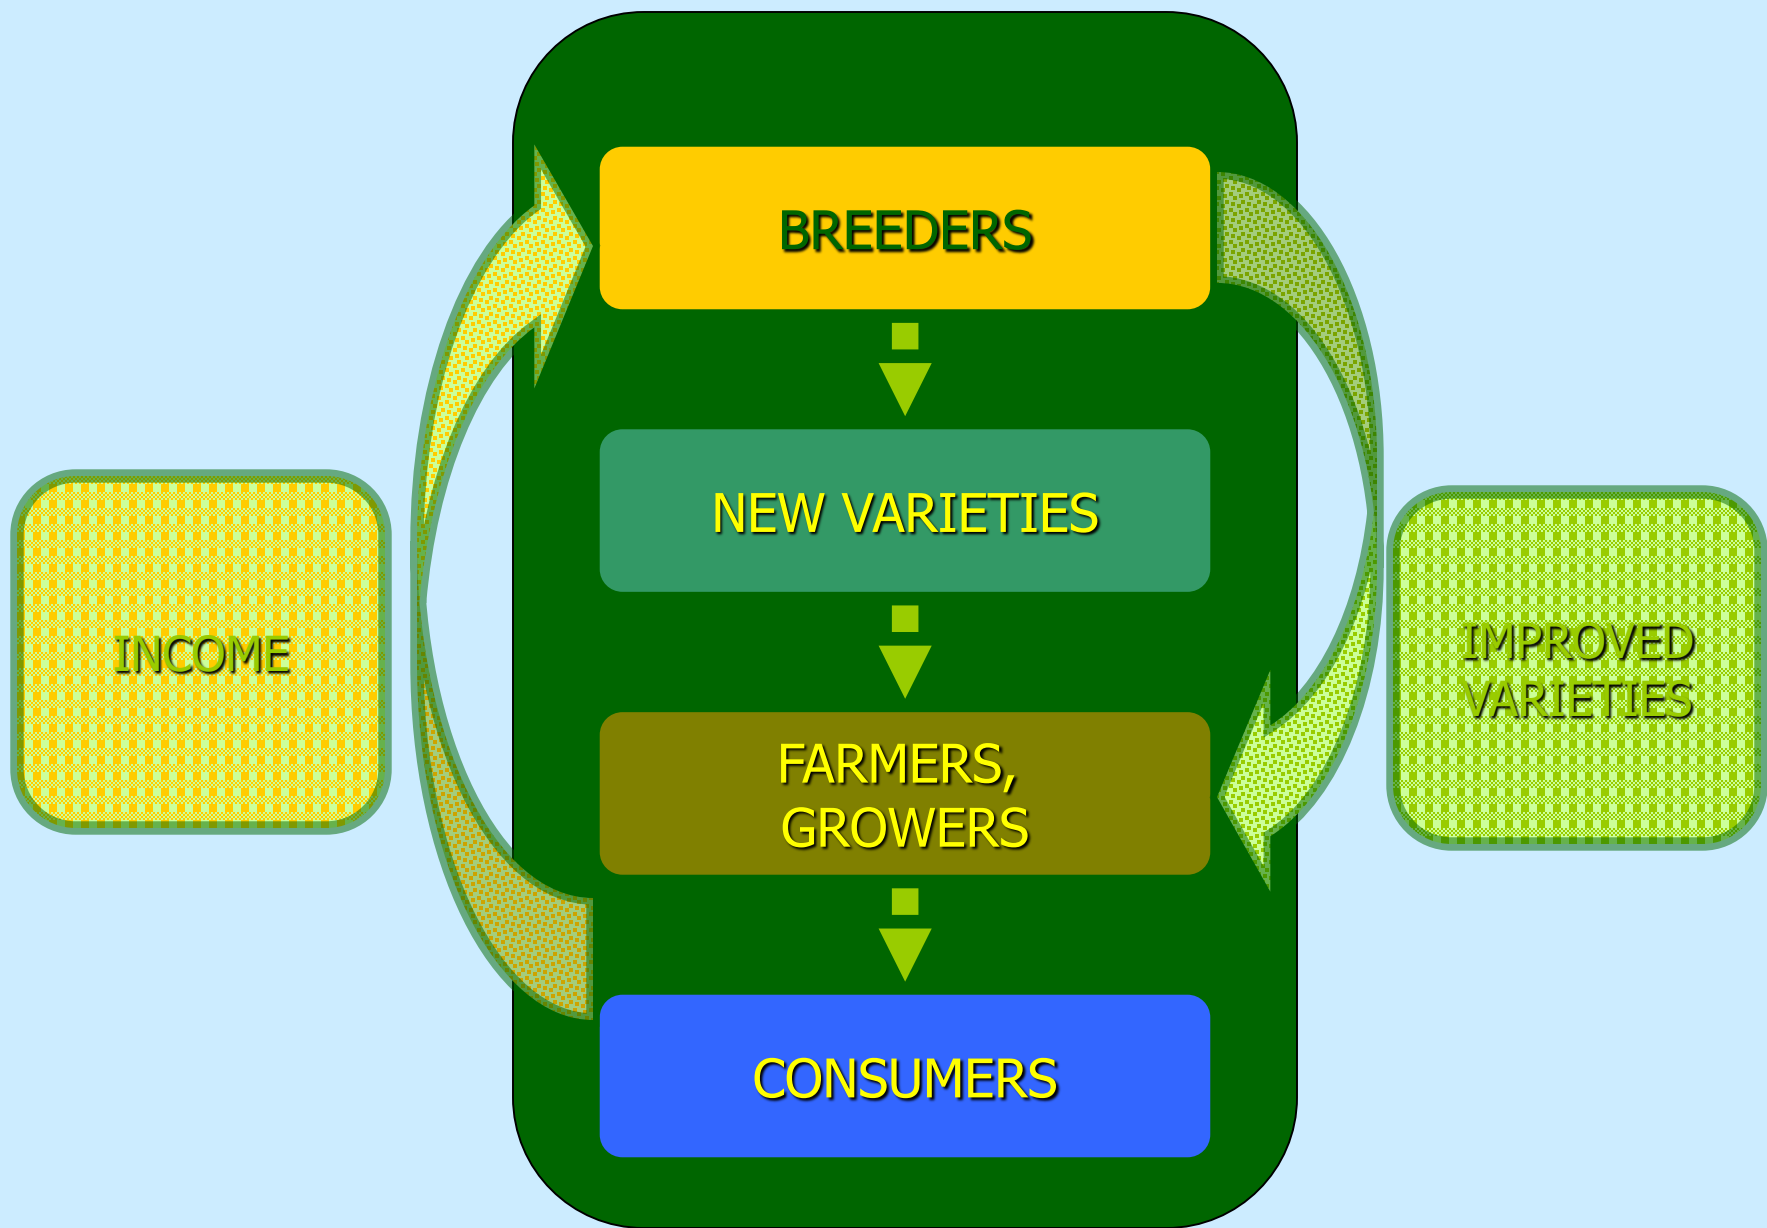 BREEDERS
NEW VARIETIES
FARMERS,
GROWERS
CONSUMERS
INCOME
IMPROVED
VARIETIES